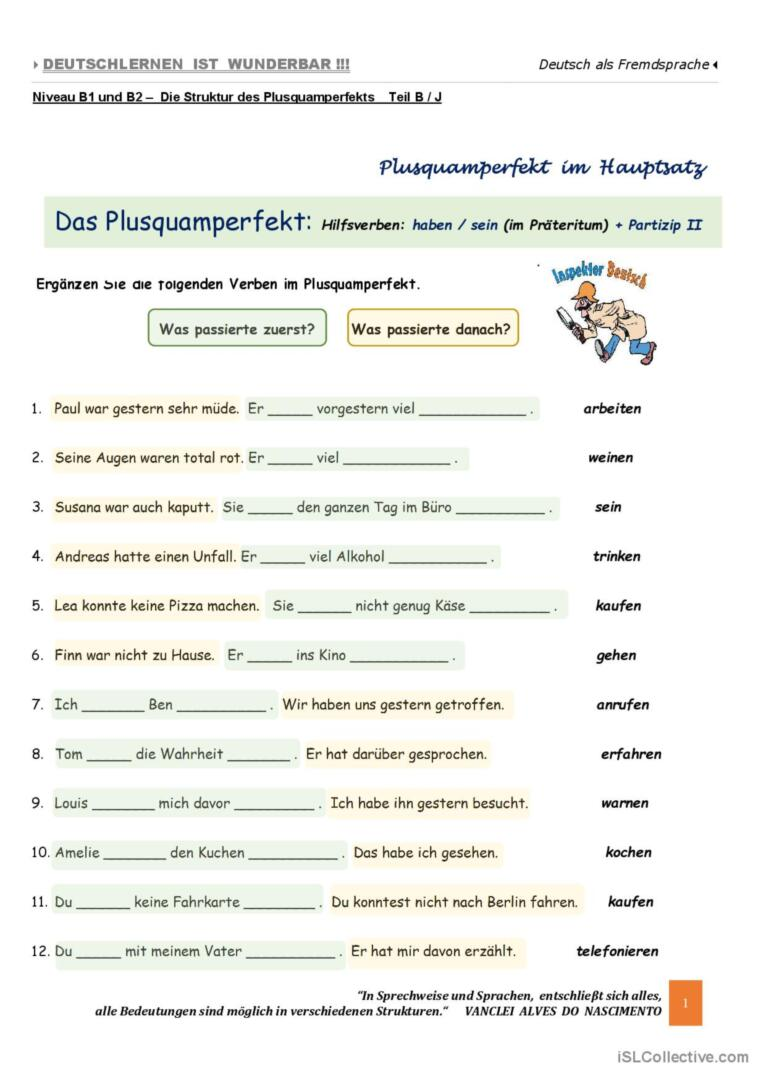 DEUTSCHLERNEN IST WUNDERBAR !!! Deutsch als Fremdsprache
Niveau B1 und B2 – Die Struktur des Plusquamperfekts Teil B / J
Plusquamperfekt im Hauptsatz
Das Plusquamperfekt: Hilfsverben: haben / sein (im Präteritum) + Partizip II
Inspektor Deutsch
Ergänzen Sie die folgenden Verben im Plusquamperfekt.
Was passierte zuerst? Was passierte danach?
1. Paul war gestern sehr müde. Er _____ vorgestern viel ____________ . arbeiten
2. Seine Augen waren total rot. Er _____ viel ____________ . weinen
3. Susana war auch kaputt. Sie _____ den ganzen Tag im Büro __________ . sein
4. Andreas hatte einen Unfall. Er _____ viel Alkohol ___________ . trinken
5. Lea konnte keine Pizza machen. Sie ______ nicht genug Käse _________ . kaufen
6. Finn war nicht zu Hause. Er _____ ins Kino ___________ . gehen
7. Ich _______ Ben __________ . Wir haben uns gestern getroffen. anrufen
8. Tom _____ die Wahrheit _______ . Er hat darüber gesprochen. erfahren
9. Louis _______ mich davor _________ . Ich habe ihn gestern besucht. warnen
10. Amelie _______ den Kuchen __________ . Das habe ich gesehen. kochen
11. Du ______ keine Fahrkarte ________ . Du konntest nicht nach Berlin fahren. kaufen
12. Du _____ mit meinem Vater __________ . Er hat mir davon erzählt. telefonieren
“In Sprechweise und Sprachen, entschließt sich alles,
alle Bedeutungen sind möglich in verschiedenen Strukturen.“ VANCLEI ALVES DO NASCIMENTO
1
iSLCollective.com